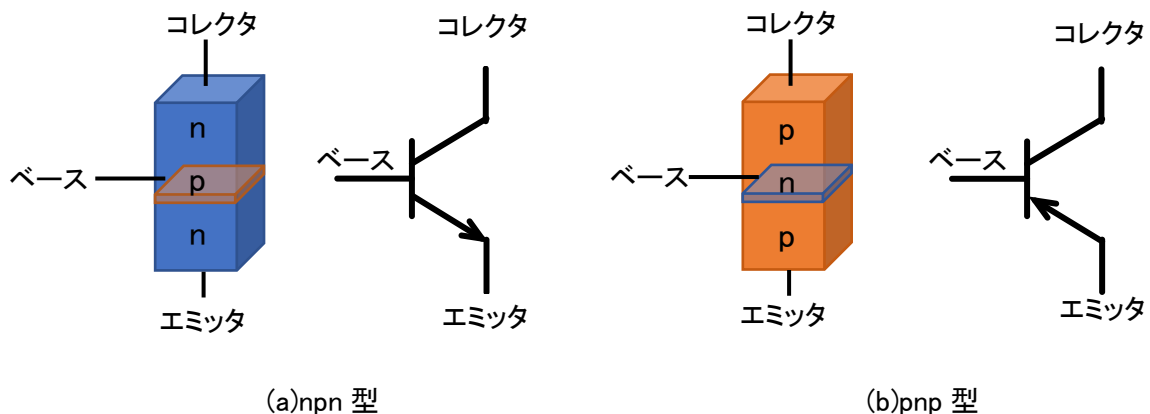 コレクタ
n
ベース
p
n
エミッタ
コレクタ
ベース
エミッタ
(a)npn 型
コレクタ
p
ベース
n
p
エミッタ
コレクタ
ベース
エミッタ
(b)pnp 型